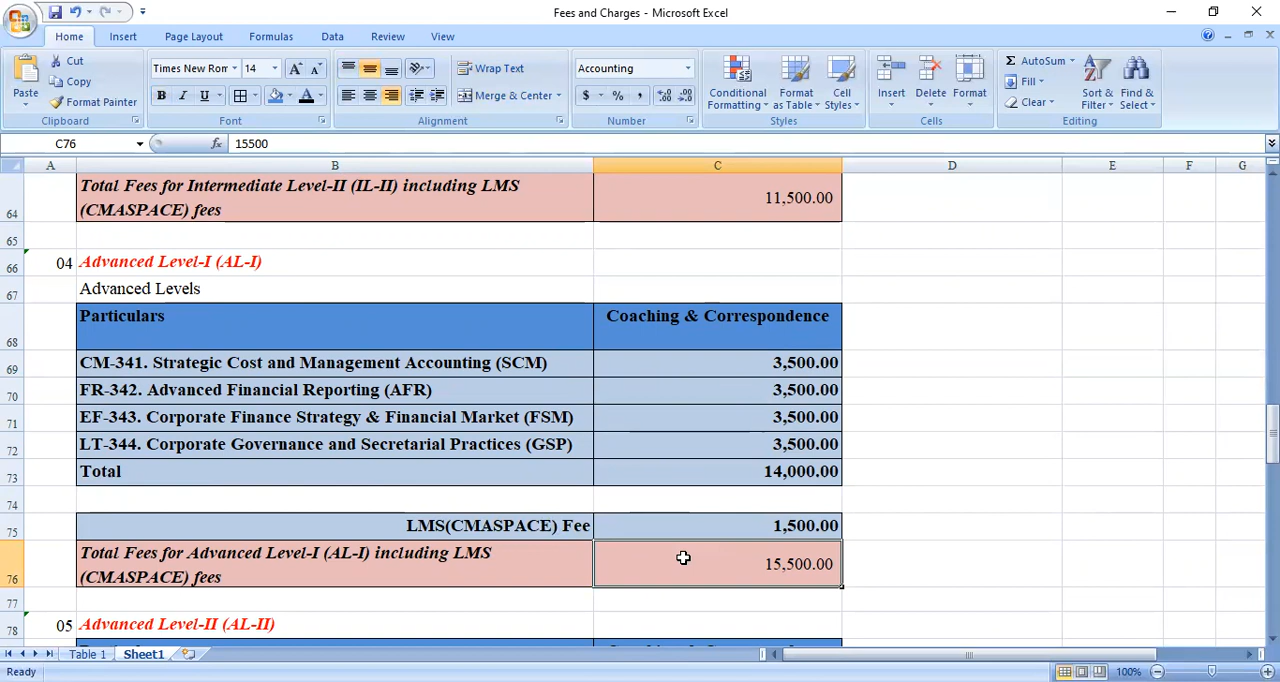 Fees and Charges - Microsoft Excel
Home Insert Page Layout Formulas Data Review View
Paste Cut Copy Format Painter Clipboard
Times New Rom 14 A A B I U A Font
Wrap Text Merge & Center Alignment
Accounting $ % , Number
Conditional Formatting Format as Table Cell Styles Styles
Insert Delete Format Cells
Σ AutoSum Fill Clear Sort & Filter Find & Select Editing
C76 fx 15500
A B C D E F G
64 Total Fees for Intermediate Level-II (IL-II) including LMS (CMASPACE) fees 11,500.00
65
66 04 Advanced Level-I (AL-I)
67 Advanced Levels
68 Particulars Coaching & Correspondence
69 CM-341. Strategic Cost and Management Accounting (SCM) 3,500.00
70 FR-342. Advanced Financial Reporting (AFR) 3,500.00
71 EF-343. Corporate Finance Strategy & Financial Market (FSM) 3,500.00
72 LT-344. Corporate Governance and Secretarial Practices (GSP) 3,500.00
73 Total 14,000.00
74
75 LMS(CMASPACE) Fee 1,500.00
76 Total Fees for Advanced Level-I (AL-I) including LMS (CMASPACE) fees 15,500.00
77
78 05 Advanced Level-II (AL-II)
Table 1 Sheet1
Ready 100%